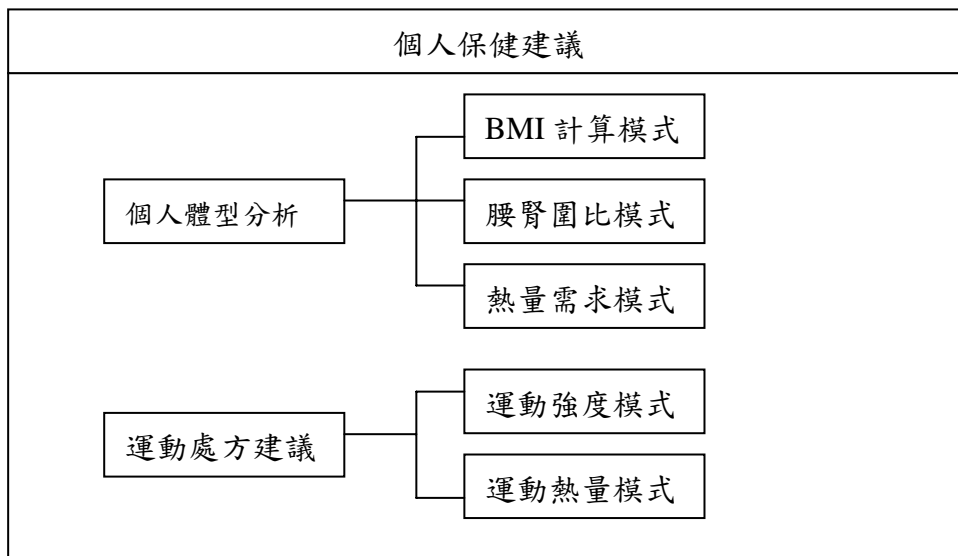 個人保健建議
個人體型分析
BMI 計算模式
腰腎圍比模式
熱量需求模式
運動處方建議
運動強度模式
運動熱量模式